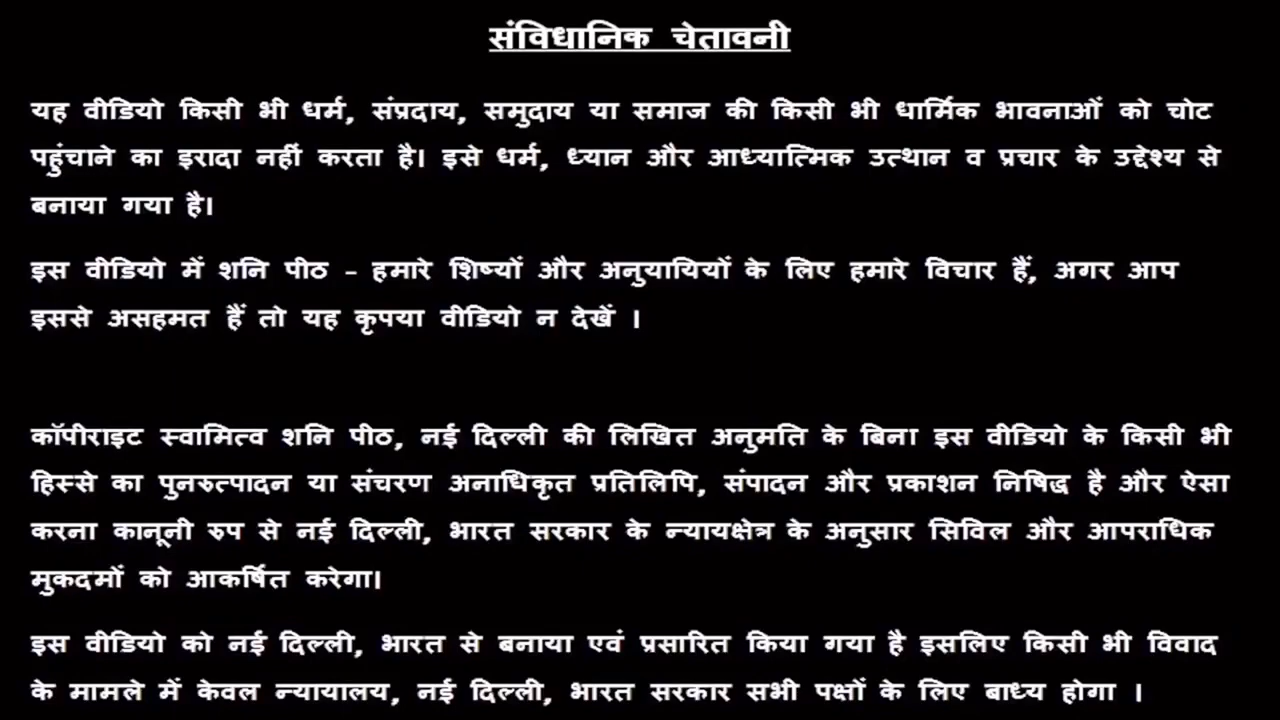 संविधानिक चेतावनी
यह वीडियो किसी भी धर्म, संप्रदाय, समुदाय या समाज की किसी भी धार्मिक भावनाओं को चोट
पहुंचाने का इरादा नहीं करता है। इसे धर्म, ध्यान और आध्यात्मिक उत्थान व प्रचार के उद्देश्य से
बनाया गया है।
इस वीडियो में शनि पीठ – हमारे शिष्यों और अनुयायियों के लिए हमारे विचार हैं, अगर आप
इससे असहमत हैं तो यह कृपया वीडियो न देखें ।
कॉपीराइट स्वामित्व शनि पीठ, नई दिल्ली की लिखित अनुमति के बिना इस वीडियो के किसी भी
हिस्से का पुनरुत्पादन या संचरण अनाधिकृत प्रतिलिपि, संपादन और प्रकाशन निषिद्ध है और ऐसा
करना कानूनी रुप से नई दिल्ली, भारत सरकार के न्यायक्षेत्र के अनुसार सिविल और आपराधिक
मुकदमों को आकर्षित करेगा।
इस वीडियो को नई दिल्ली, भारत से बनाया एवं प्रसारित किया गया है इसलिए किसी भी विवाद
के मामले में केवल न्यायालय, नई दिल्ली, भारत सरकार सभी पक्षों के लिए बाध्य होगा ।